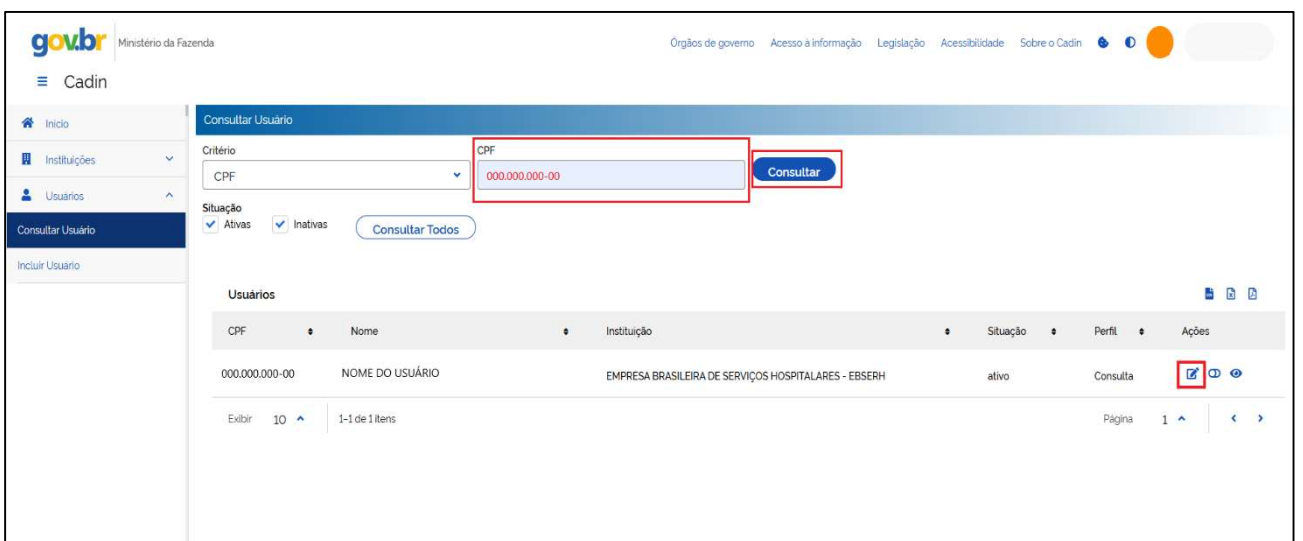 gov.br Ministério da Fazenda Órgãos de governo Acesso à informação Legislação Acessibilidade Sobre o Cadin
Cadin
Início
Instituições
Usuários
Consultar Usuário
Incluir Usuário
Consultar Usuário
Critério CPF
CPF 000.000.000-00 Consultar
Situação
Ativas Inativas Consultar Todos
Usuários
CPF Nome Instituição Situação Perfil Ações
000.000.000-00 NOME DO USUÁRIO EMPRESA BRASILEIRA DE SERVIÇOS HOSPITALARES - EBSERH ativo Consulta
Exibir 10 1-1 de 1 itens Página 1